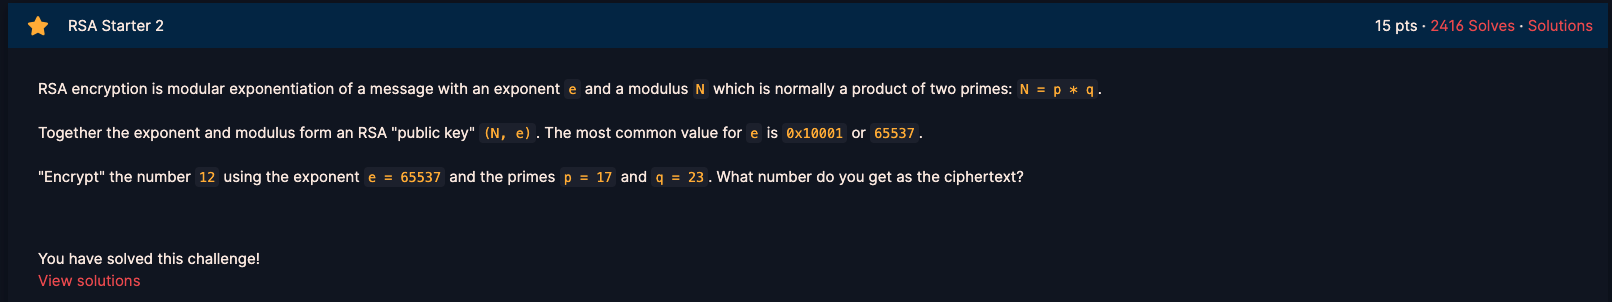 RSA Starter 2
15 pts · 2416 Solves · Solutions
RSA encryption is modular exponentiation of a message with an exponent e and a modulus N which is normally a product of two primes: N = p * q.
Together the exponent and modulus form an RSA "public key" (N, e). The most common value for e is 0x10001 or 65537.
"Encrypt" the number 12 using the exponent e = 65537 and the primes p = 17 and q = 23. What number do you get as the ciphertext?
You have solved this challenge!
View solutions